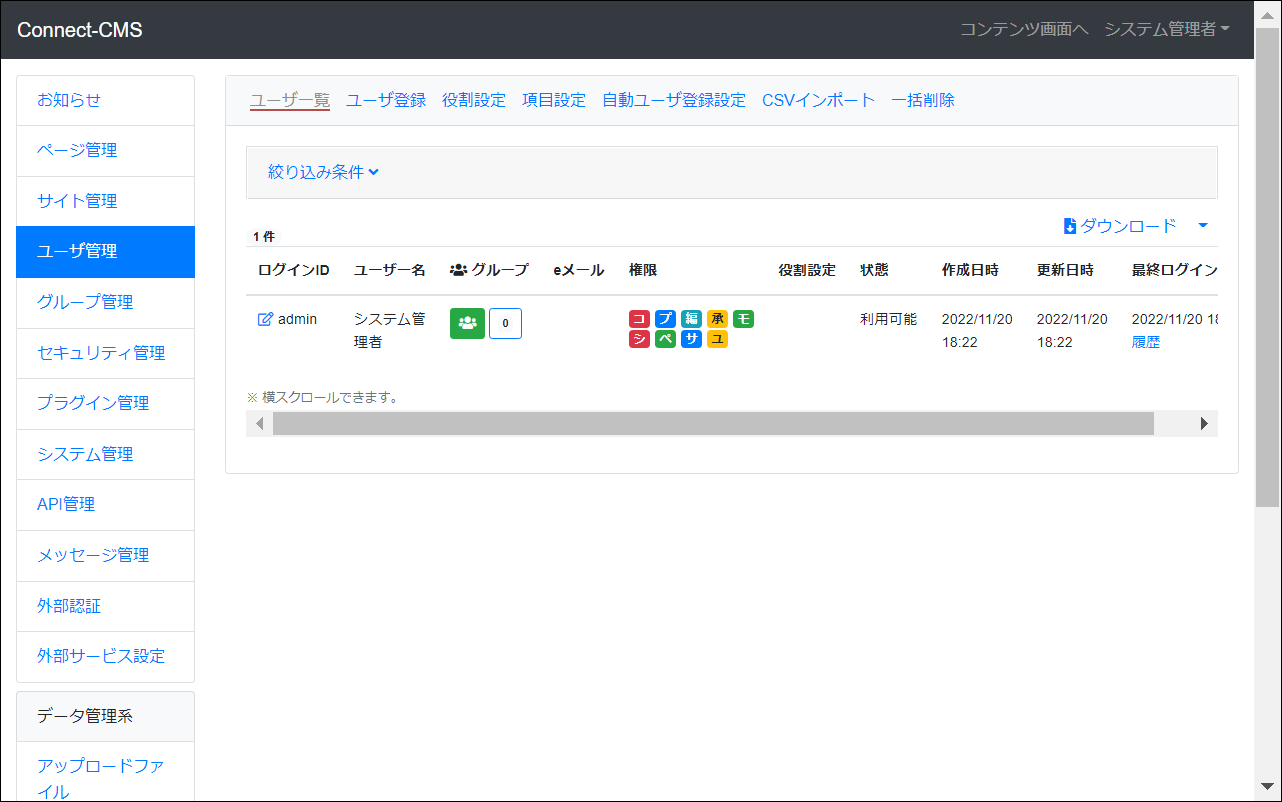 Connect-CMS
コンテンツ画面へ システム管理者
お知らせ
ページ管理
サイト管理
ユーザ管理
グループ管理
セキュリティ管理
プラグイン管理
システム管理
API管理
メッセージ管理
外部認証
外部サービス設定
データ管理系
アップロードファ
イル
ユーザ一覧 ユーザ登録 役割設定 項目設定 自動ユーザ登録設定 CSVインポート 一括削除
絞り込み条件
ダウンロード
1 件
ログインID ユーザー名 グループ eメール 権限 役割設定 状態 作成日時 更新日時 最終ログイン
admin システム管 0 コ プ 編 承 モ 利用可能 2022/11/20 2022/11/20 2022/11/20 18
理者 シ ペ サ ユ 18:22 18:22 履歴
※ 横スクロールできます。